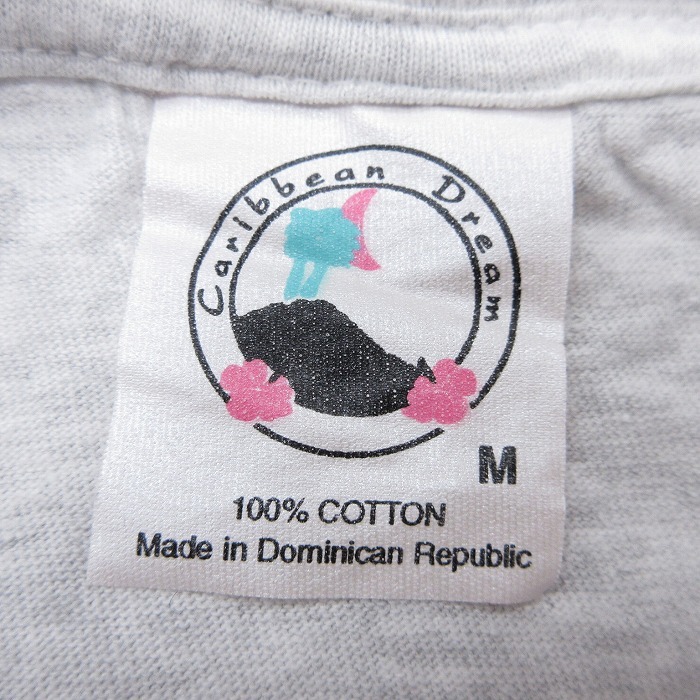 Caribbean Dream
M
100% COTTON
Made in Dominican Republic